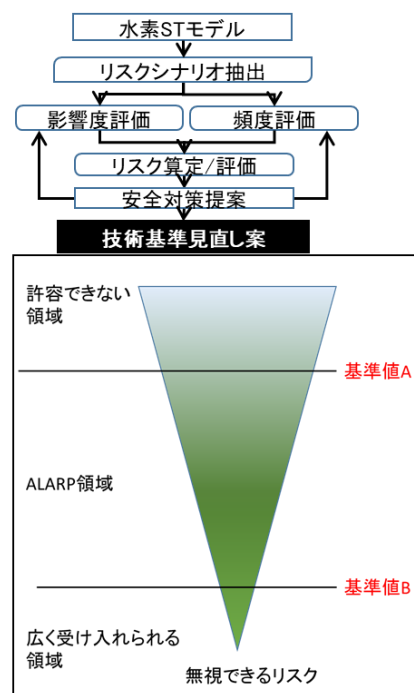 水素STモデル
リスクシナリオ抽出
影響度評価
頻度評価
リスク算定/評価
安全対策提案
技術基準見直し案
許容できない
領域
基準値A
ALARP領域
基準値B
広く受け入れられる
領域
無視できるリスク